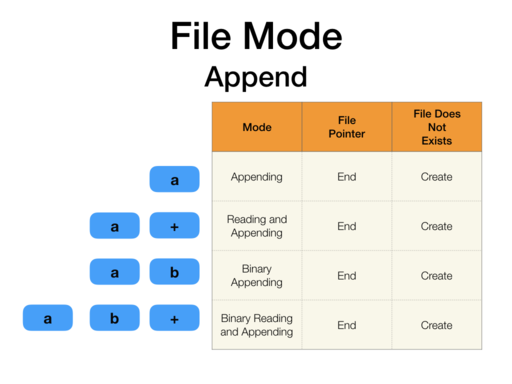 File Mode
Append
Mode
File
Pointer
File Does
Not
Exists
a
Appending
End
Create
a +
Reading and
Appending
End
Create
a b
Binary
Appending
End
Create
a b +
Binary Reading
and Appending
End
Create